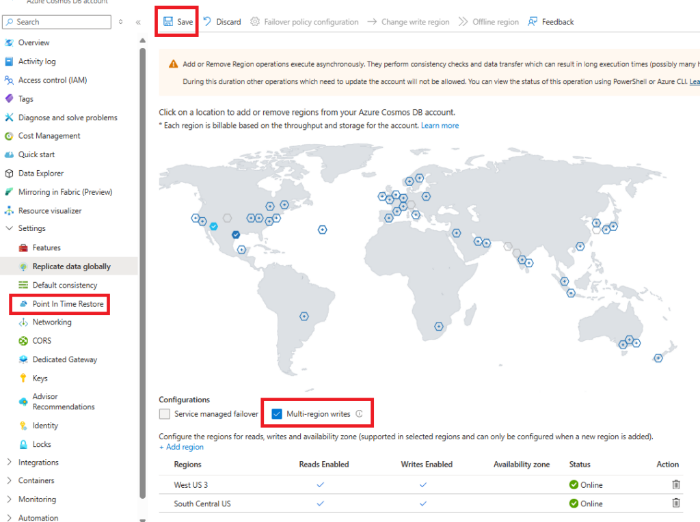 Azure Cosmos DB account
Search
Save
Discard
Failover policy configuration
Change write region
Offline region
Feedback
Overview
Activity log
Access control (IAM)
Tags
Diagnose and solve problems
Cost Management
Quick start
Data Explorer
Mirroring in Fabric (Preview)
Resource visualizer
Settings
Features
Replicate data globally
Default consistency
Point In Time Restore
Networking
CORS
Dedicated Gateway
Keys
Advisor
Recommendations
Identity
Locks
Integrations
Containers
Monitoring
Automation
Add or Remove Region operations execute asynchronously. They perform consistency checks and data transfer which can result in long execution times (possibly many
During this duration other operations which need to update the account will not be allowed. You can view the status of this operation using PowerShell or Azure CLI.
Click on a location to add or remove regions from your Azure Cosmos DB account.
* Each region is billable based on the throughput and storage for the account. Learn more
Configurations
Service managed failover
Multi-region writes
Configure the regions for reads, writes and availability zone (supported in selected regions and can only be configured when a new region is added).
+ Add region
Regions Reads Enabled Writes Enabled Availability zone Status Action
West US 3 Online
South Central US Online